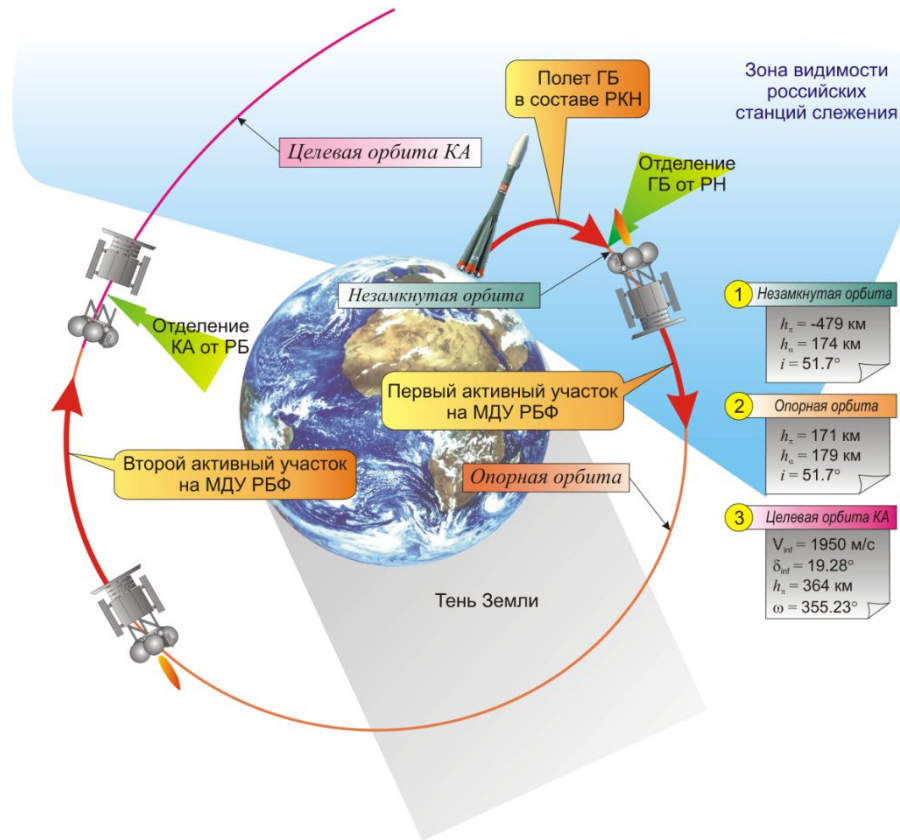 Полет ГБ
в составе РКН
Зона видимости
российских
станций слежения
Целевая орбита КА
Отделение
ГБ от РН
Незамкнутая орбита
Отделение
КА от РБ
1 Незамкнутая орбита
hπ = -479 км
hα = 174 км
i = 51.7°
Первый активный участок
на МДУ РБФ
2 Опорная орбита
hπ = 171 км
hα = 179 км
i = 51.7°
Второй активный участок
на МДУ РБФ
Опорная орбита
3 Целевая орбита КА
Vinf = 1950 м/с
δinf = 19.28°
hπ = 364 км
ω = 355.23°
Тень Земли